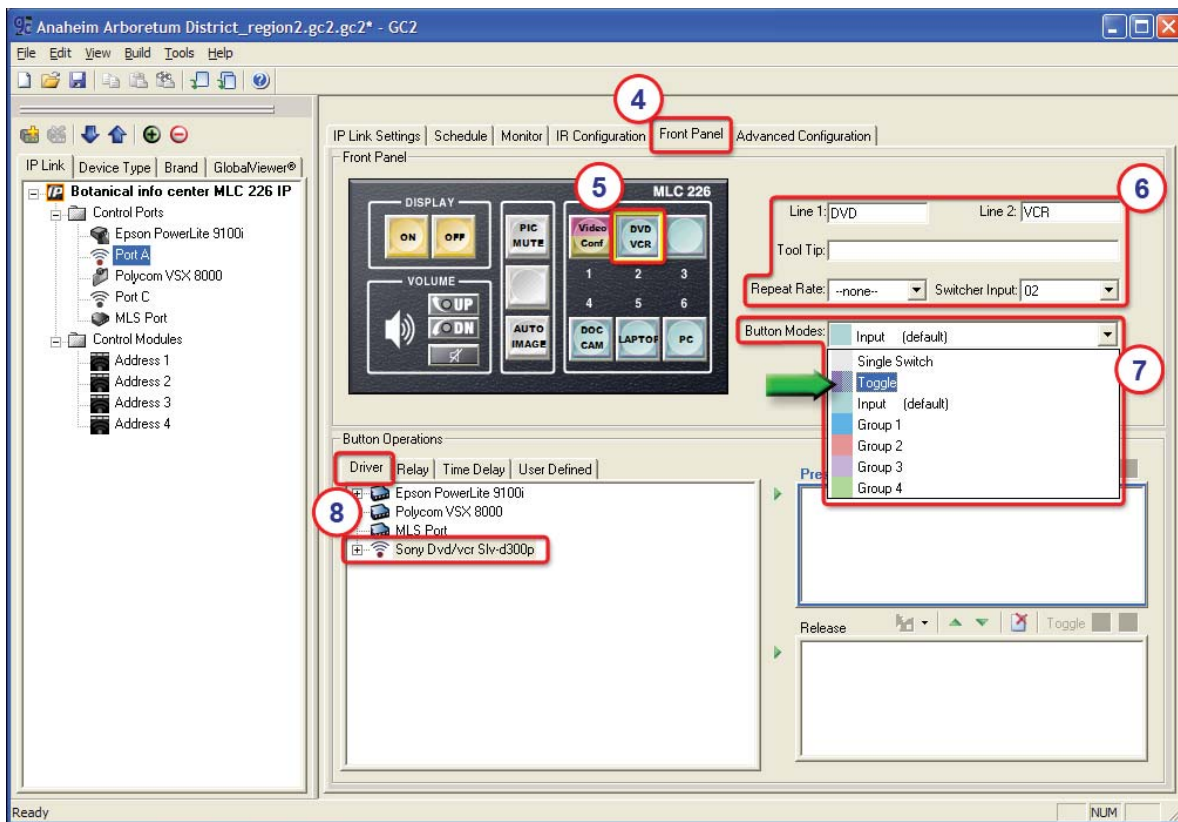 Anaheim Arboretum District_region2.gc2.gc2* - GC2
File Edit View Build Tools Help
4
IP Link Settings Schedule Monitor IR Configuration Front Panel Advanced Configuration
IP Link Device Type Brand GlobalViewer®
Botanical info center MLC 226 IP
Control Ports
Epson PowerLite 9100i
Port A
Polycom VSX 8000
Port C
MLS Port
Control Modules
Address 1
Address 2
Address 3
Address 4
Front Panel
5
MLC 226
DISPLAY
ON OFF
PIC MUTE
Video Conf
DVD VCR
1 2 3
VOLUME
UP
DN
AUTO IMAGE
4 5 6
DOC CAM
LAPTOP
PC
6
Line 1: DVD Line 2: VCR
Tool Tip:
Repeat Rate: --none-- Switcher Input: 02
Button Modes: Input (default)
7
Single Switch
Toggle
Input (default)
Group 1
Group 2
Group 3
Group 4
Button Operations
Driver Relay Time Delay User Defined
8
Epson PowerLite 9100i
Polycom VSX 8000
MLS Port
Sony Dvd/vcr Slv-d300p
Release Toggle
Ready NUM